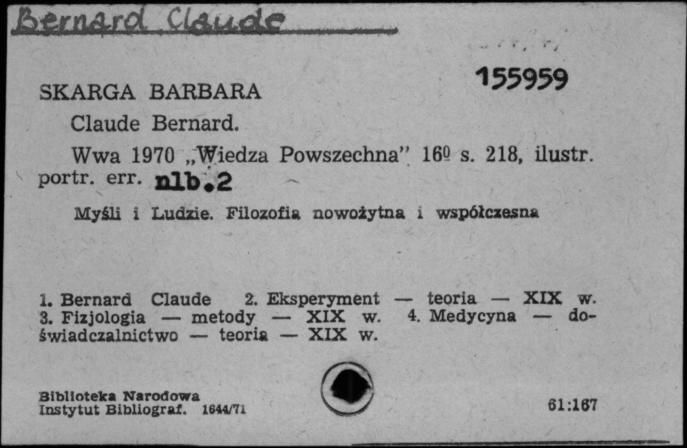 Bernard Claude
155959
SKARGA BARBARA
Claude Bernard.
Wwa 1970 „Wiedza Powszechna” 16º s. 218, ilustr.
portr. err. nlb.2
Myśli i Ludzie. Filozofia nowożytna i współczesna
1. Bernard Claude 2. Eksperyment — teoria — XIX w.
3. Fizjologia — metody — XIX w. 4. Medycyna — do-
świadczalnictwo — teoria — XIX w.
Biblioteka Narodowa
Instytut Bibliograf. 1644/71
61:167